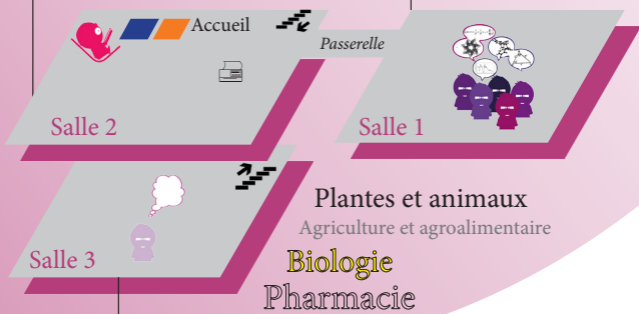 Accueil
Passerelle
Salle 2
Salle 1
Salle 3
Plantes et animaux
Agriculture et agroalimentaire
Biologie
Pharmacie